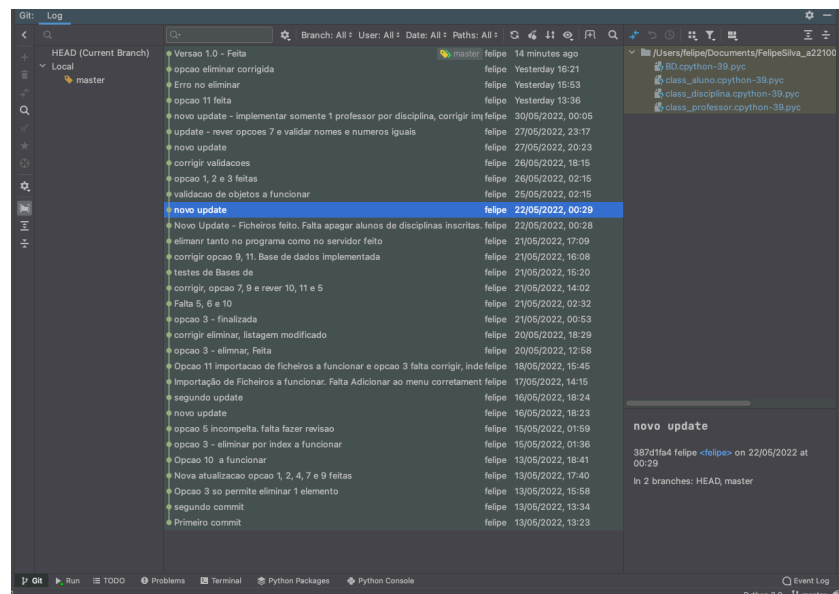 Git: Log
Branch: All User: All Date: All Paths: All
HEAD (Current Branch)
Local
master
Versao 1.0 - Feita master felipe 14 minutes ago
opcao eliminar corrigida felipe Yesterday 16:21
Erro no eliminar felipe Yesterday 15:53
opcao 11 feita felipe Yesterday 13:36
novo update - implementar somente 1 professor por disciplina, corrigir im felipe 30/05/2022, 00:05
update - rever opcoes 7 e validar nomes e numeros iguais felipe 27/05/2022, 23:17
novo update felipe 27/05/2022, 20:23
corrigir validacoes felipe 26/05/2022, 18:15
opcao 1, 2 e 3 feitas felipe 26/05/2022, 02:15
validacao de objetos a funcionar felipe 25/05/2022, 02:15
novo update felipe 22/05/2022, 00:29
Novo Update - Ficheiros feito. Falta apagar alunos de disciplinas inscritas. felipe 22/05/2022, 00:28
elimanr tanto no programa como no servidor feito felipe 21/05/2022, 17:09
corrigir opcao 9, 11. Base de dados implementada felipe 21/05/2022, 16:08
testes de Bases de felipe 21/05/2022, 15:20
corrigir, opcao 7, 9 e rever 10, 11 e 5 felipe 21/05/2022, 14:02
Falta 5, 6 e 10 felipe 21/05/2022, 02:32
opcao 3 - finalizada felipe 21/05/2022, 00:53
corrigir eliminar, listagem modificado felipe 20/05/2022, 18:29
opcao 3 - elimnar, Feita felipe 20/05/2022, 12:58
Opcao 11 importacao de ficheiros a funcionar e opcao 3 falta corrigir, inde felipe 18/05/2022, 15:45
Importação de Ficheiros a funcionar. Falta Adicionar ao menu corretament felipe 17/05/2022, 14:15
segundo update felipe 16/05/2022, 18:24
novo update felipe 16/05/2022, 18:23
opcao 5 incompelta. falta fazer revisao felipe 15/05/2022, 01:59
opcao 3 - eliminar por index a funcionar felipe 15/05/2022, 01:36
Opcao 10 a funcionar felipe 13/05/2022, 18:41
Nova atualizacao opcao 1, 2, 4, 7 e 9 feitas felipe 13/05/2022, 17:40
Opcao 3 so permite eliminar 1 elemento felipe 13/05/2022, 15:58
segundo commit felipe 13/05/2022, 13:34
Primeiro commit felipe 13/05/2022, 13:23
/Users/felipe/Documents/FelipeSilva_a22100
BD.cpython-39.pyc
class_aluno.cpython-39.pyc
class_disciplina.cpython-39.pyc
class_professor.cpython-39.pyc
novo update
387d1fa4 felipe <felipe> on 22/05/2022 at
00:29
In 2 branches: HEAD, master
Git Run TODO Problems Terminal Python Packages Python Console Event Log